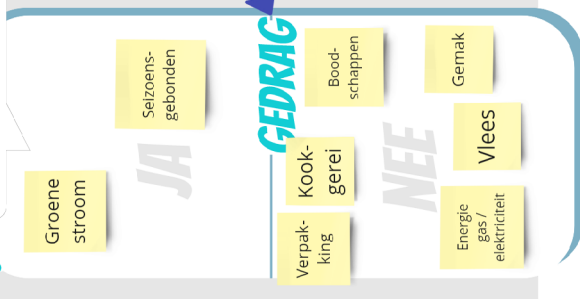 GEDRAG
JA
Seizoens-
gebonden
Groene
stroom
NEE
Bood-
schappen
Kook-
gerei
Verpak-
king
Gemak
Vlees
Energie
gas /
elektriciteit